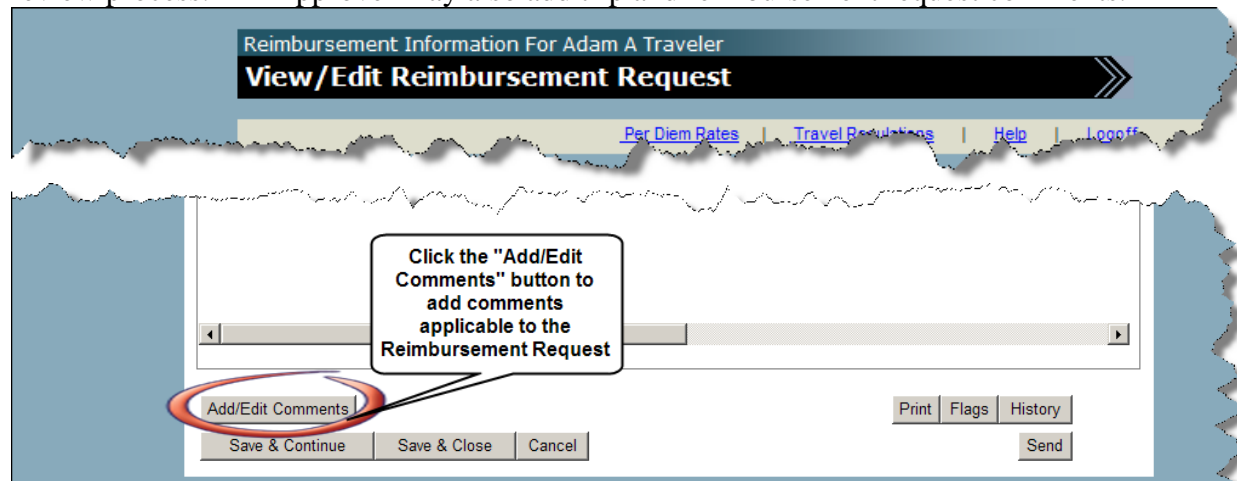 Reimbursement Information For Adam A Traveler
View/Edit Reimbursement Request
Per Diem Rates | Travel Regulations | Help | Logoff
Click the "Add/Edit
Comments" button to
add comments
applicable to the
Reimbursement Request
Add/Edit Comments
Print Flags History
Save & Continue Save & Close Cancel
Send